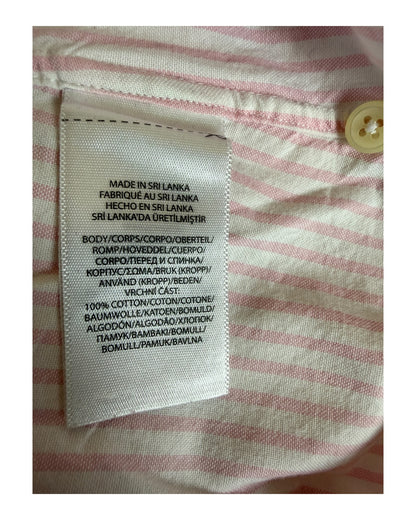 MADE IN SRI LANKA
FABRIQUÉ AU SRI LANKA
HECHO EN SRI LANKA
SRİ LANKA'DA ÜRETİLMİŞTİR
BODY/CORPS/CORPO/OBERTEIL/
ROMP/HOVEDDEL/CUERPO/
CORPO/ПЕРЕД И СПИНКА/
КОРПУС/ΣΩΜΑ/BUK (KROPP)/
ANVÄND (KROPP)/BEDEN/
VRCHNÍ ČÁST:
100% COTTON/COTON/COTONE/
BAUMWOLLE/KATOEN/BOMULD/
ALGODÓN/ALGODÃO/ХЛОПОК/
ПАМУК/ΒΑΜΒΑΚΙ/BOMULL/
BOMULL/PAMUK/BAVLNA